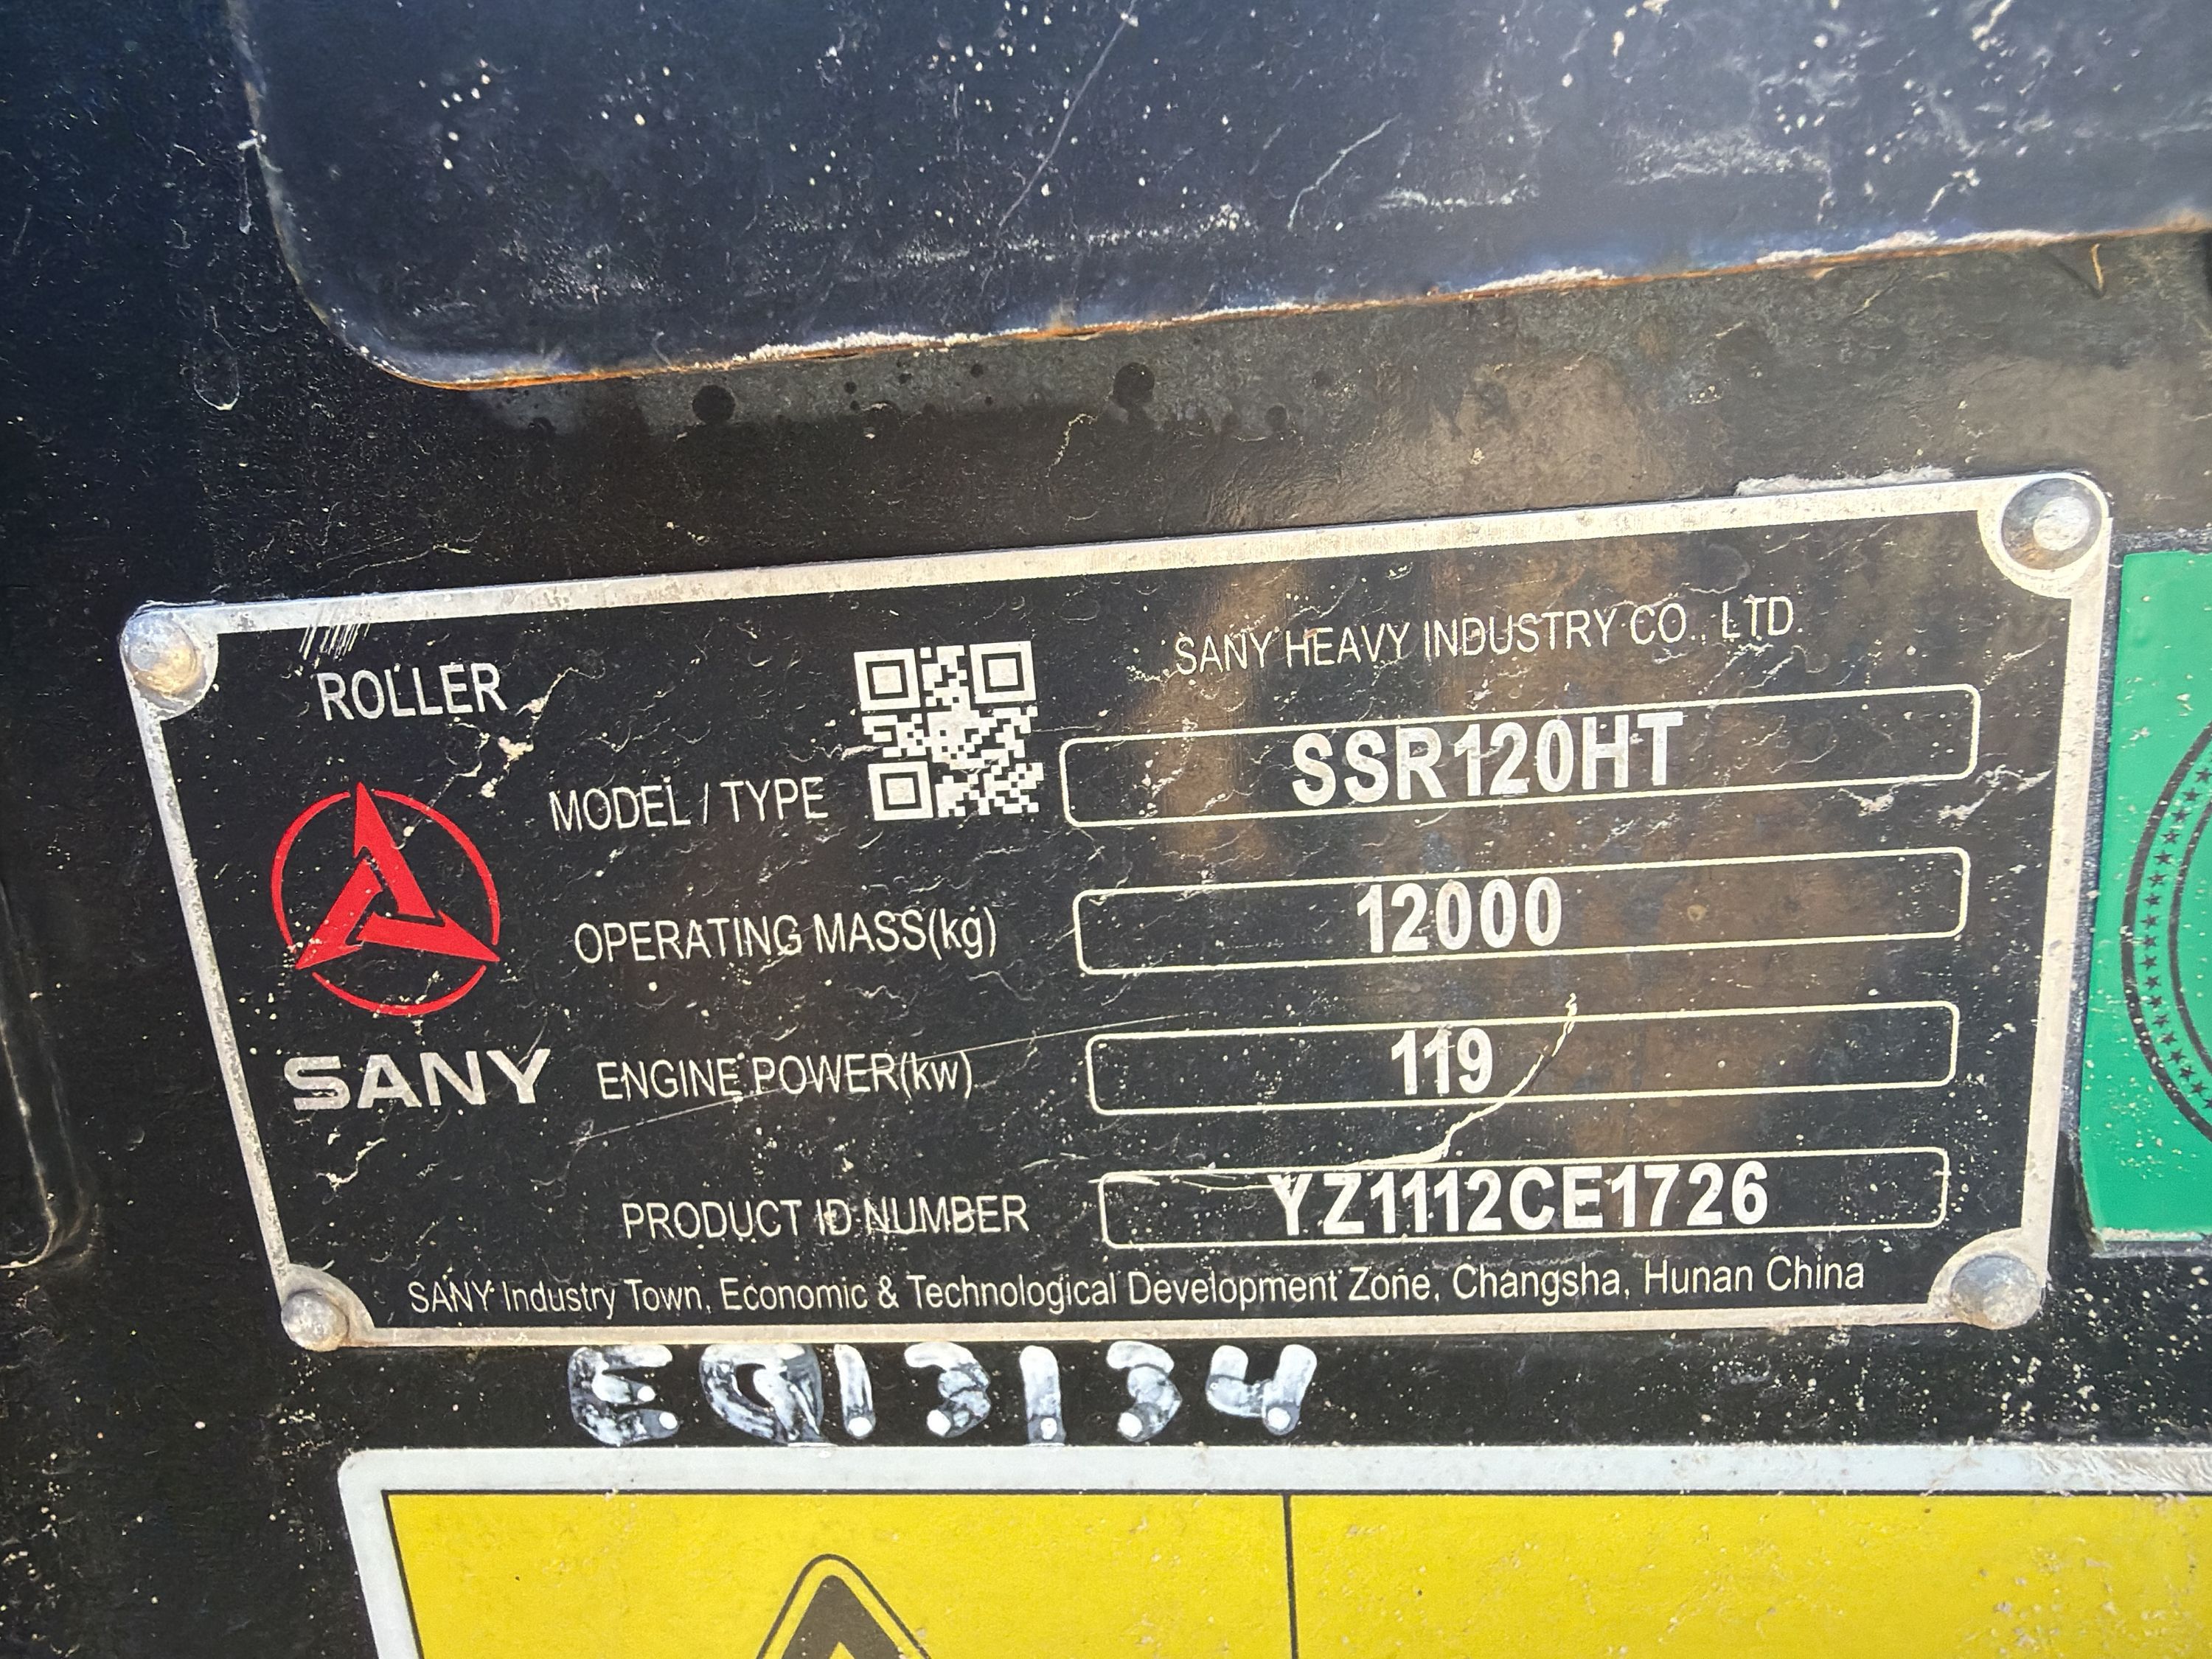 ROLLER
SANY HEAVY INDUSTRY CO., LTD.
MODEL / TYPE SSR120HT
OPERATING MASS(kg) 12000
SANY
ENGINE POWER(kw) 119
PRODUCT ID NUMBER YZ1112CE1726
SANY Industry Town, Economic & Technological Development Zone, Changsha, Hunan China
EQ13134